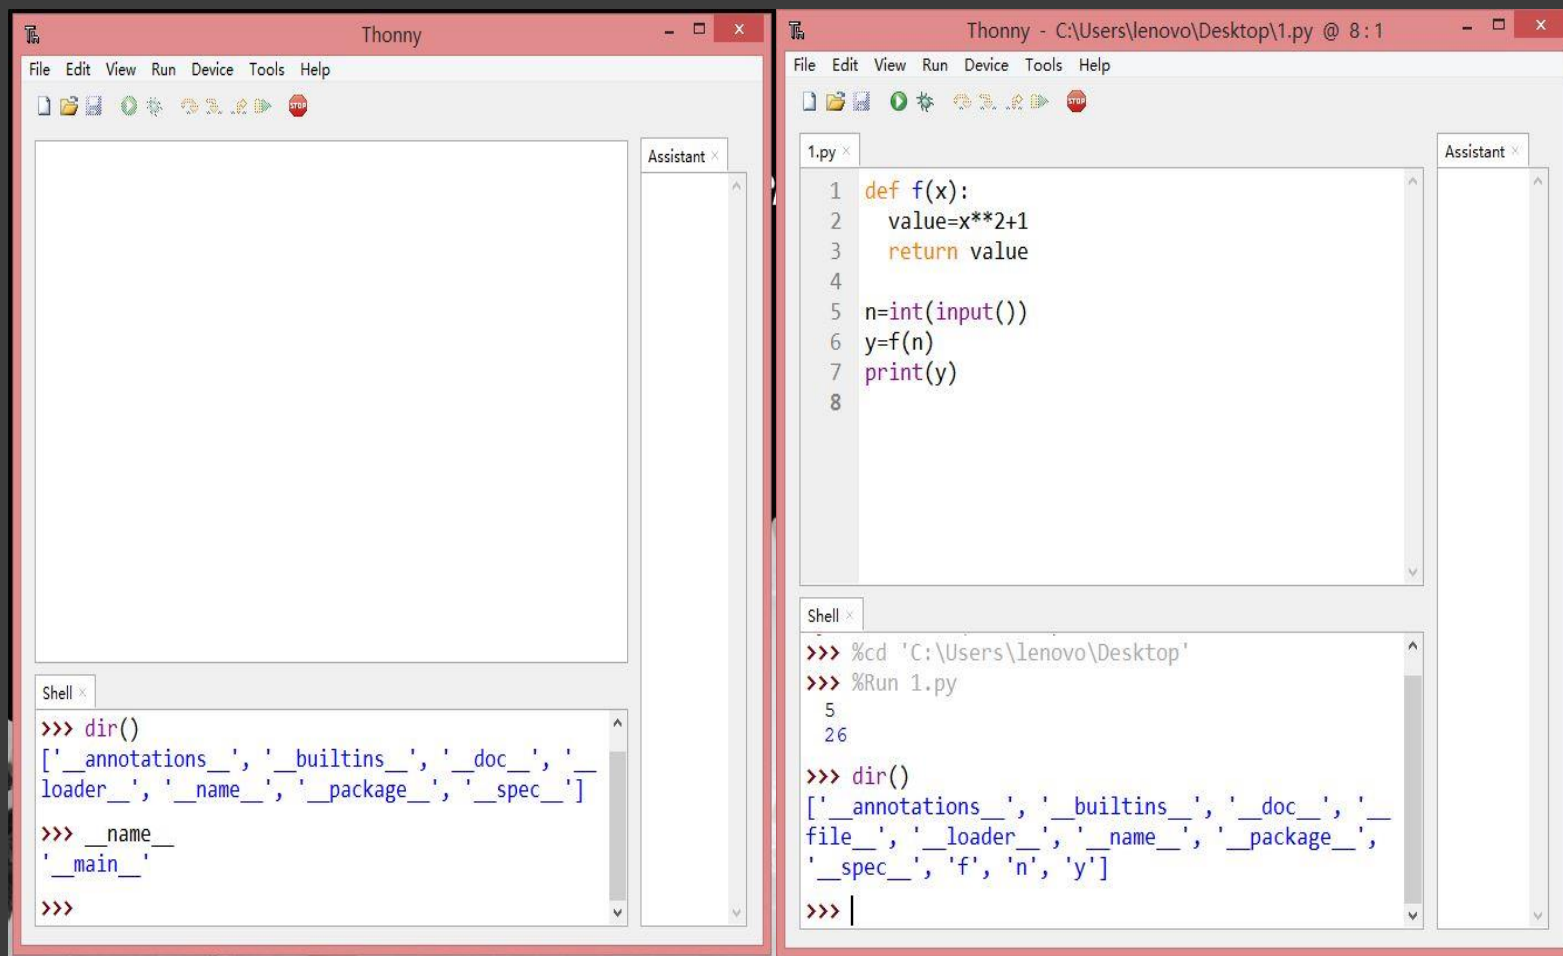 Thonny
File Edit View Run Device Tools Help
Assistant
Shell
>>> dir()
['__annotations__', '__builtins__', '__doc__', '__
loader__', '__name__', '__package__', '__spec__']
>>> __name__
'__main__'
>>>
Thonny - C:\Users\lenovo\Desktop\1.py @ 8:1
File Edit View Run Device Tools Help
1.py
Assistant
1 def f(x):
2 value=x**2+1
3 return value
4
5 n=int(input())
6 y=f(n)
7 print(y)
8
Shell
>>> %cd 'C:\Users\lenovo\Desktop'
>>> %Run 1.py
5
26
>>> dir()
['__annotations__', '__builtins__', '__doc__', '__
file__', '__loader__', '__name__', '__package__',
'__spec__', 'f', 'n', 'y']
>>>